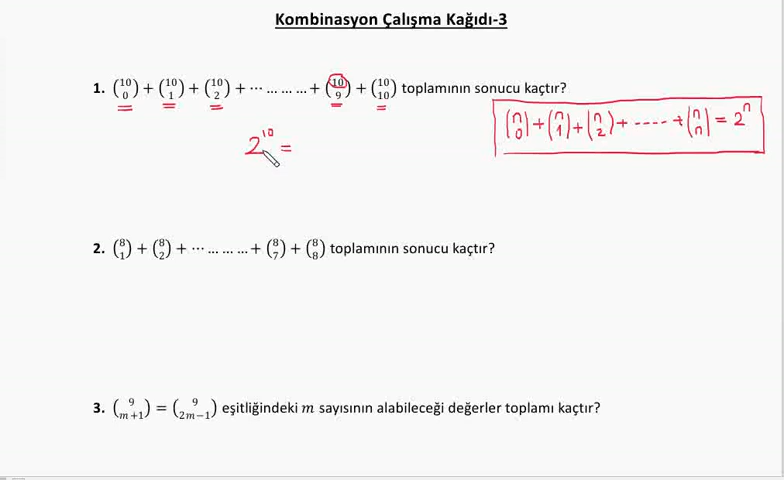 Kombinasyon Çalışma Kağıdı-3
1. (10 0) + (10 1) + (10 2) + ⋯ … … … + (10 9) + (10 10) toplamının sonucu kaçtır?
(n 0) + (n 1) + (n 2) + ---- + (n n) = 2^n
2^10 =
2. (8 1) + (8 2) + ⋯ … … … + (8 7) + (8 8) toplamının sonucu kaçtır?
3. (9 m+1) = (9 2m−1) eşitliğindeki m sayısının alabileceği değerler toplamı kaçtır?